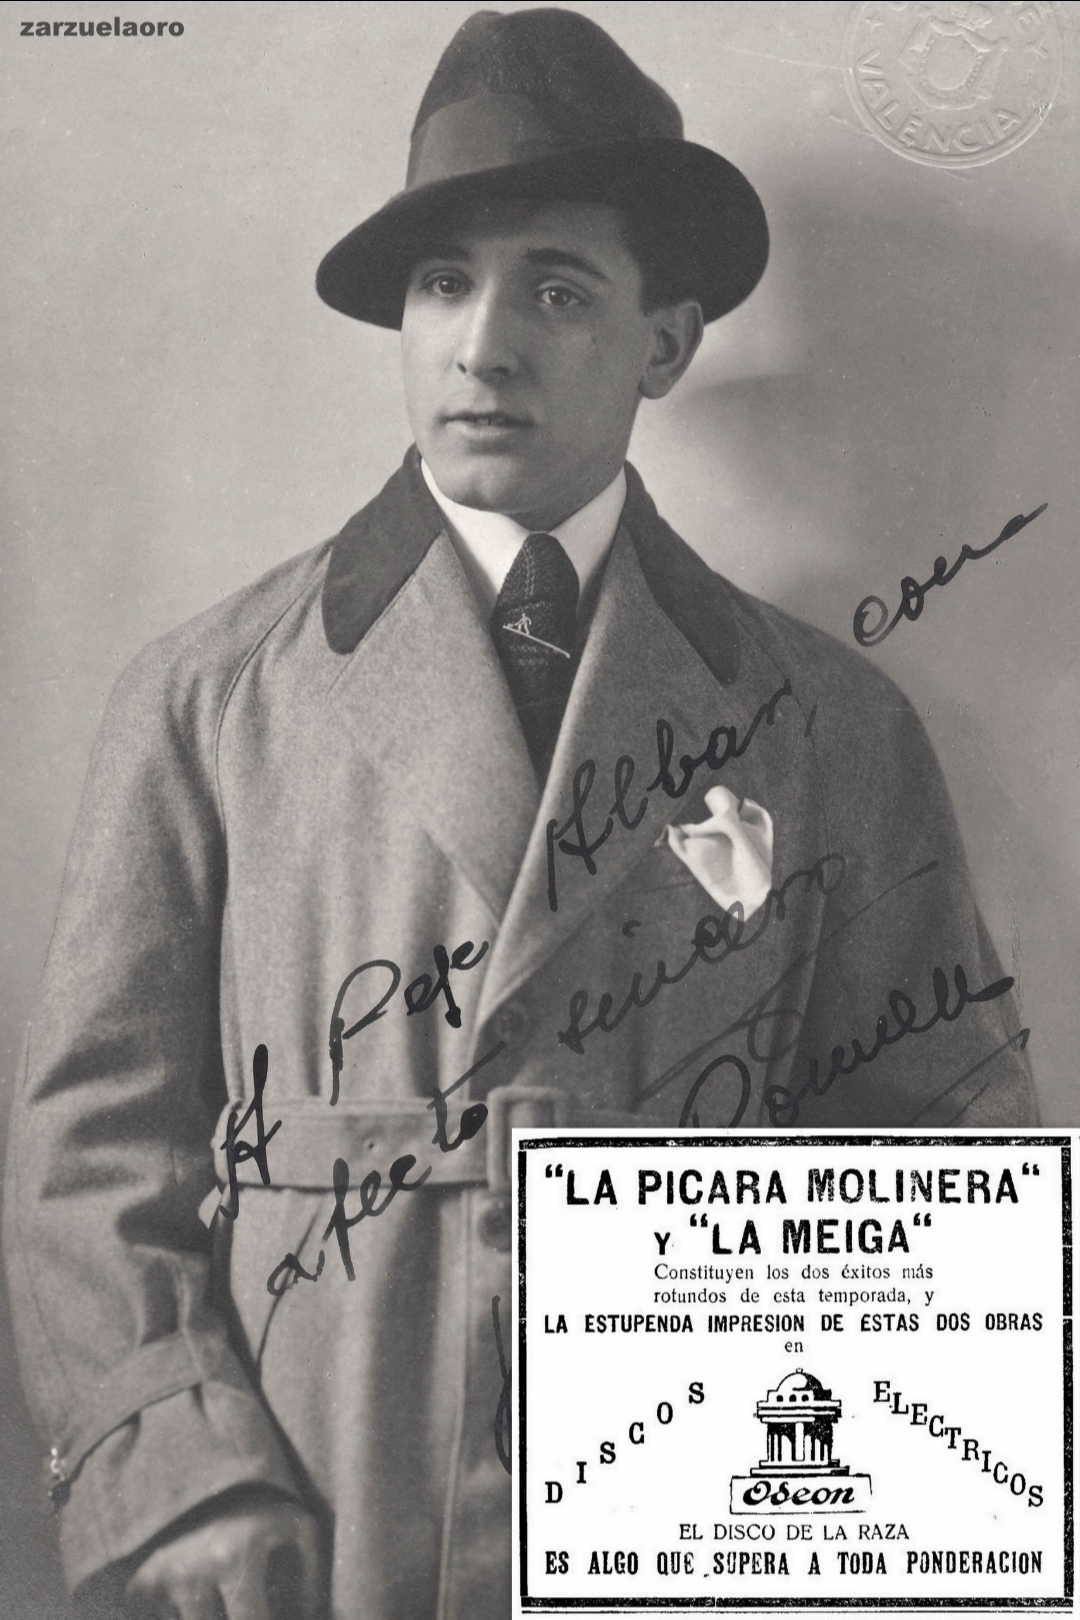 zarzuelaoro
VALENCIA
A Pepe Alban, con
afecto sincero
"LA PICARA MOLINERA"
Y "LA MEIGA"
Constituyen los dos éxitos más
rotundos de esta temporada, y
LA ESTUPENDA IMPRESION DE ESTAS DOS OBRAS
en
DISCOS ELECTRICOS
Odeon
EL DISCO DE LA RAZA
ES ALGO QUE SUPERA A TODA PONDERACION